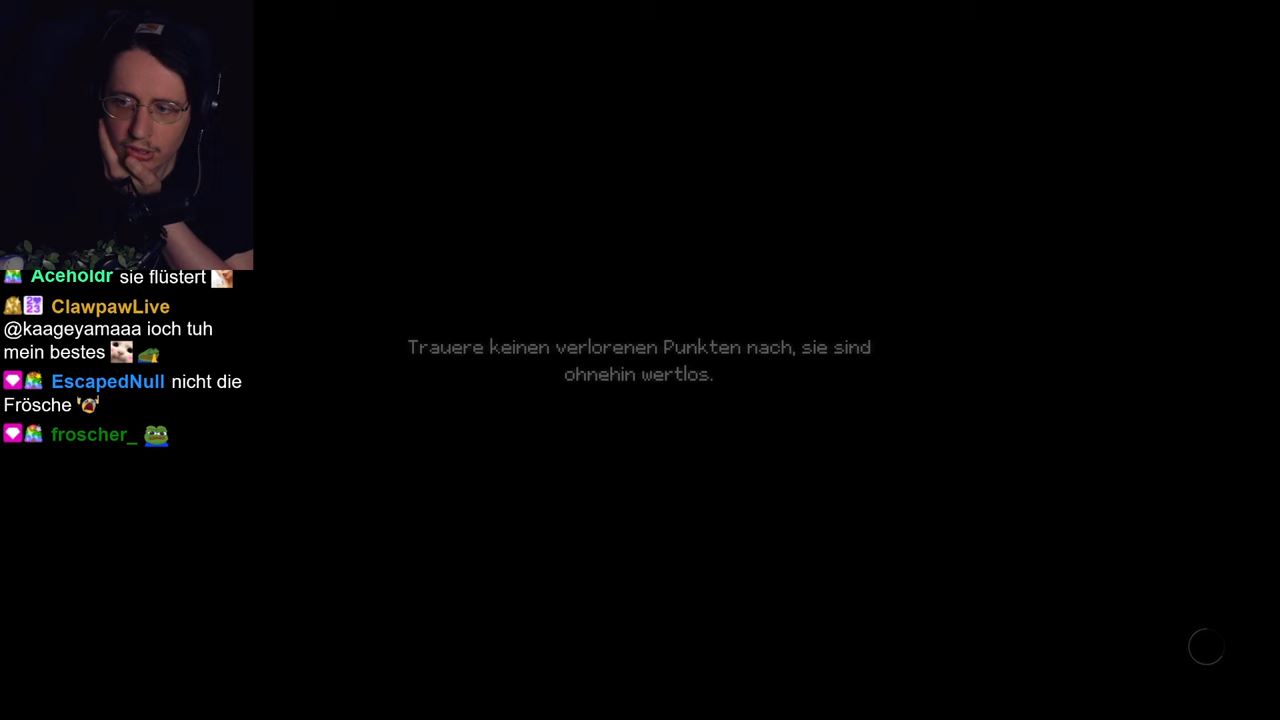 Aceholdr sie flüstert
ClawpawLive
@kaageyamaaa ioch tuh
mein bestes
EscapedNull nicht die
Frösche
froscher_
Trauere keinen verlorenen Punkten nach, sie sind
ohnehin wertlos.